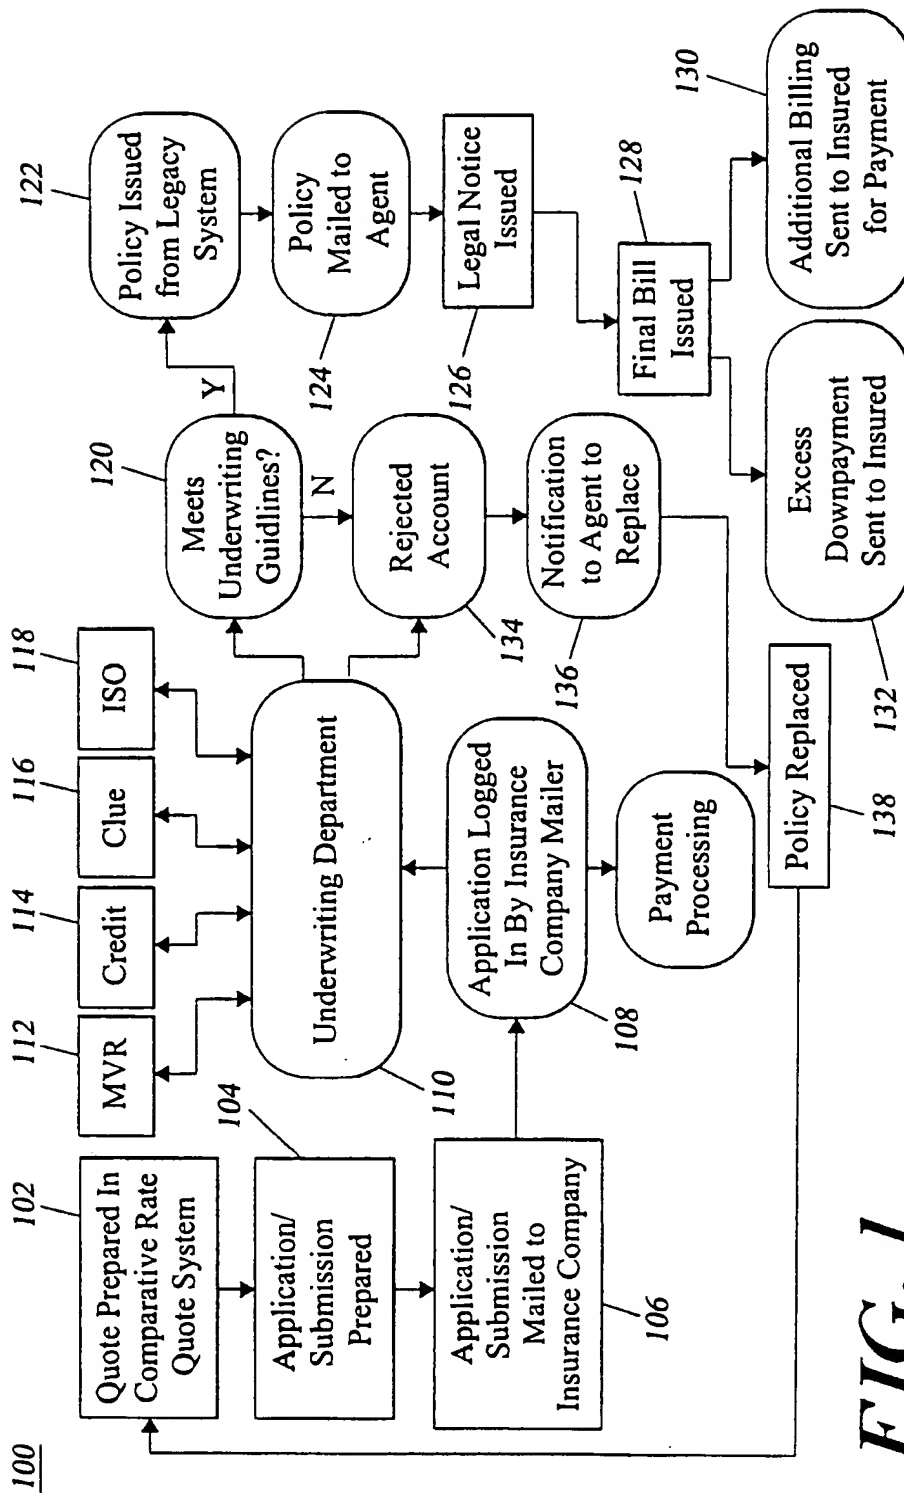 100
102
Quote Prepared In
Comparative Rate
Quote System
104
Application/
Submission
Prepared
Application/
Submission
Mailed to
Insurance Company
106
112
MVR
114
Credit
116
Clue
118
ISO
Underwriting Department
110
Application Logged
In By Insurance
Company Mailer
108
Payment
Processing
120
Meets
Underwriting
Guidlines?
Y
N
Rejected
Account
134
Notification
to Agent to
Replace
136
Policy Replaced
138
122
Policy Issued
from Legacy
System
Policy
Mailed to
Agent
124
Legal Notice
Issued
126
128
Final Bill
Issued
130
Additional Billing
Sent to Insured
for Payment
Excess
Downpayment
Sent to Insured
132
FIG. 1